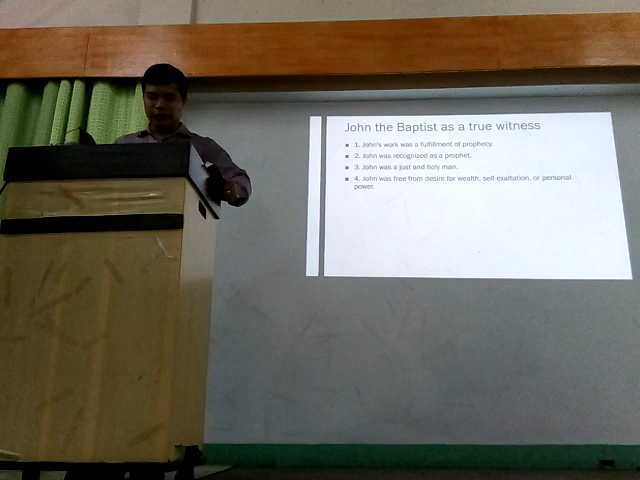 John the Baptist as a true witness
1. John's work was a fulfillment of prophecy.
2. John was recognized as a prophet.
3. John was a just and holy man.
4. John was free from desire for wealth, self-exaltation, or personal
power.